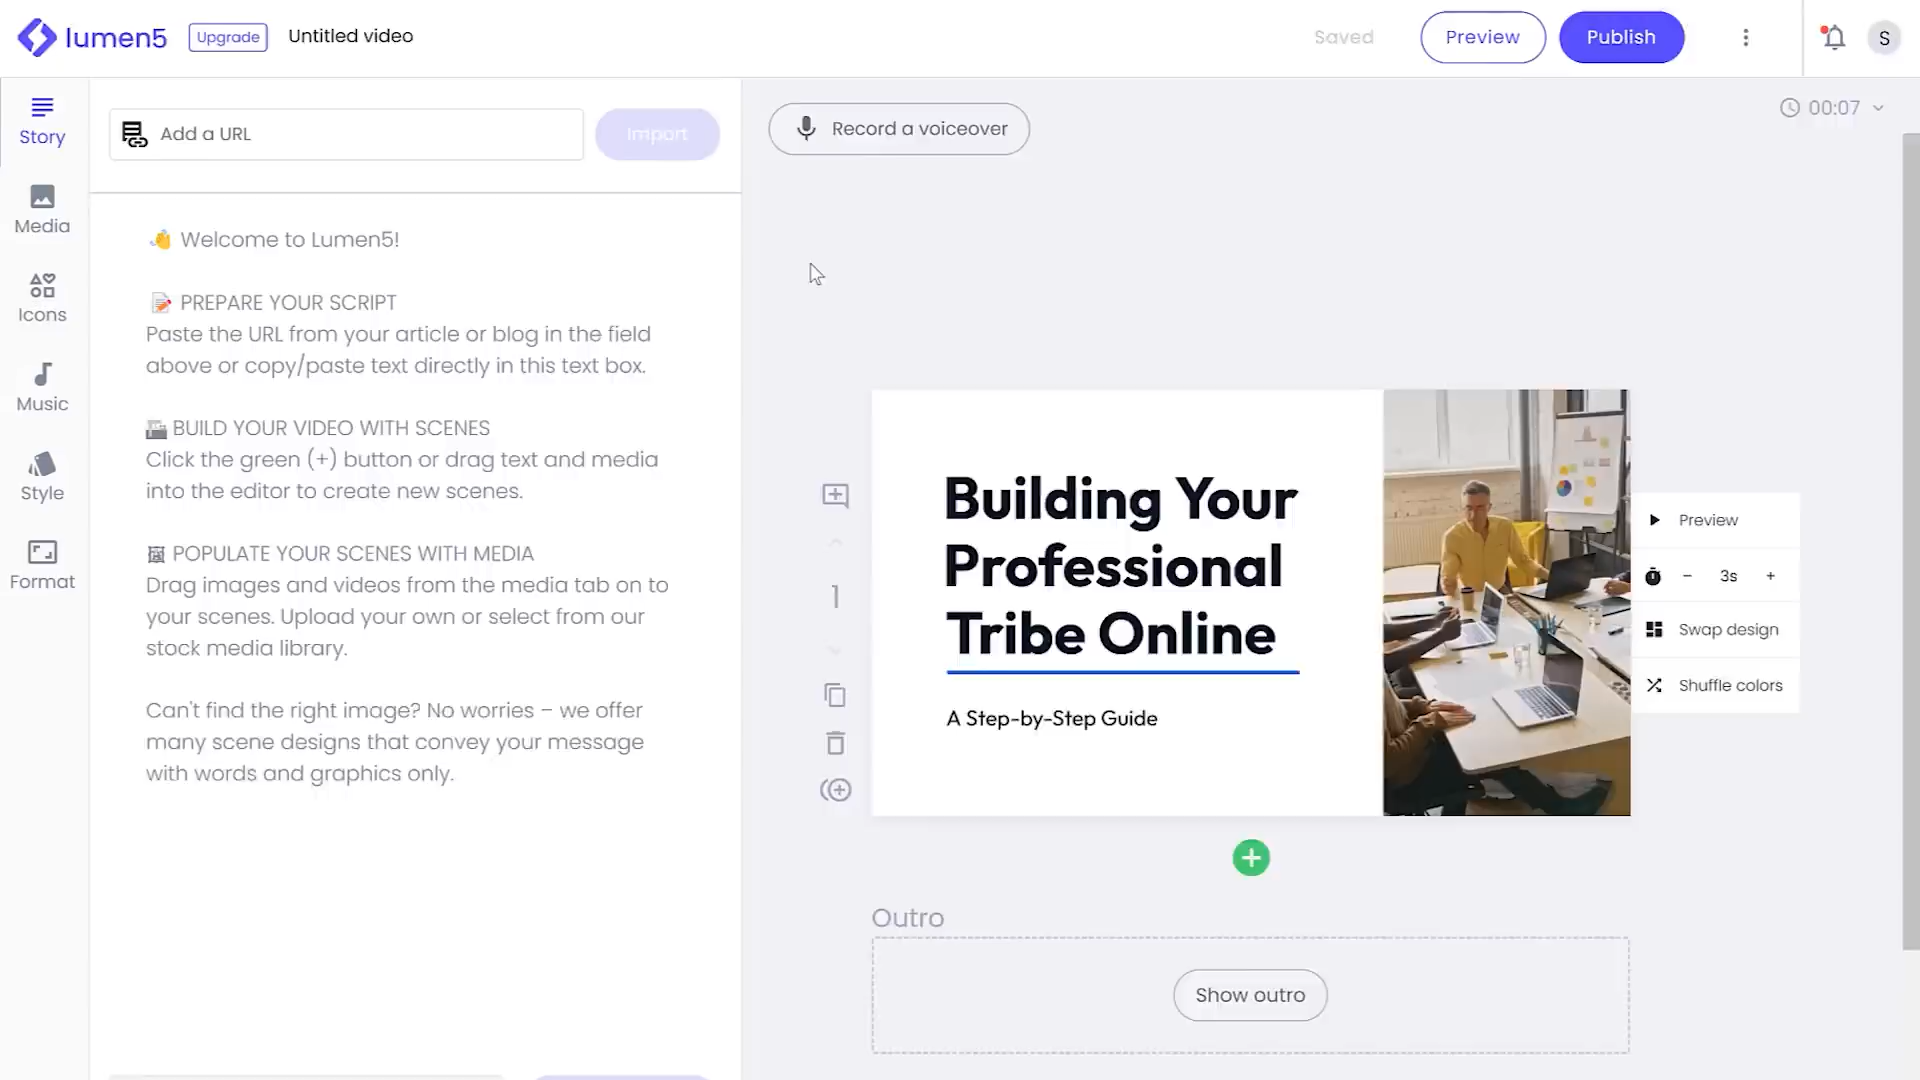 lumen5
Upgrade
Untitled video
Saved
Preview
Publish
S
Story
Media
Icons
Music
Style
Format
Add a URL
Import
👋 Welcome to Lumen5!
📝 PREPARE YOUR SCRIPT
Paste the URL from your article or blog in the field
above or copy/paste text directly in this text box.
🎬 BUILD YOUR VIDEO WITH SCENES
Click the green (+) button or drag text and media
into the editor to create new scenes.
🖼 POPULATE YOUR SCENES WITH MEDIA
Drag images and videos from the media tab on to
your scenes. Upload your own or select from our
stock media library.
Can't find the right image? No worries – we offer
many scene designs that convey your message
with words and graphics only.
Record a voiceover
00:07
1
Building Your
Professional
Tribe Online
A Step-by-Step Guide
Preview
− 3s +
Swap design
Shuffle colors
Outro
Show outro